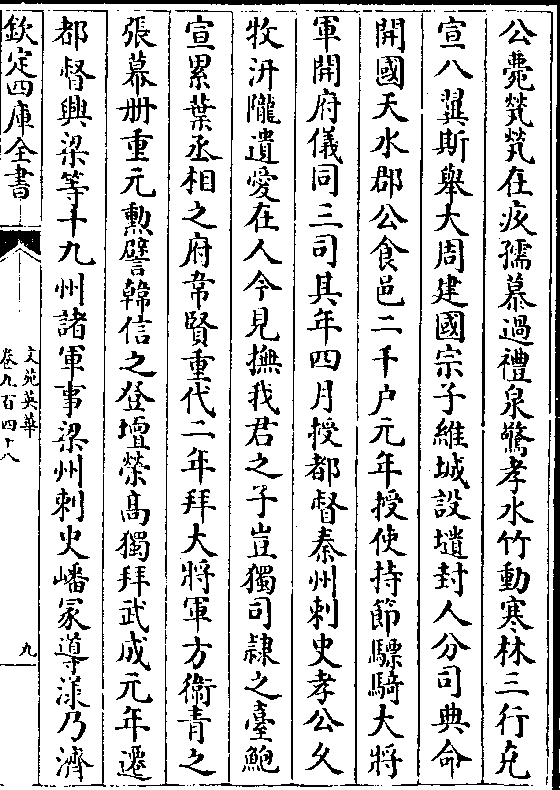 公薨煢煢在疚孺慕過禮泉驚孝水竹動寒林三行克
宣八翼斯舉大周建國宗子維城設壝封人分司典命
開國天水郡公食邑二千户元年授使持節驃騎大將
軍開府儀同三司其年四月授都督秦州刺史孝公久
牧汧隴遺愛在人今見撫我君之子豈獨司隸之臺鮑
宣累葉丞相之府韋賢重代二年拜大將軍方衛青之
張幕册重元勲譬韓信之登壇榮髙獨拜武成元年遷
都督興梁等十九州諸軍事梁州刺史嶓冢導漾乃濟
欽定四庫全書
文苑英華
卷九百四十八
九